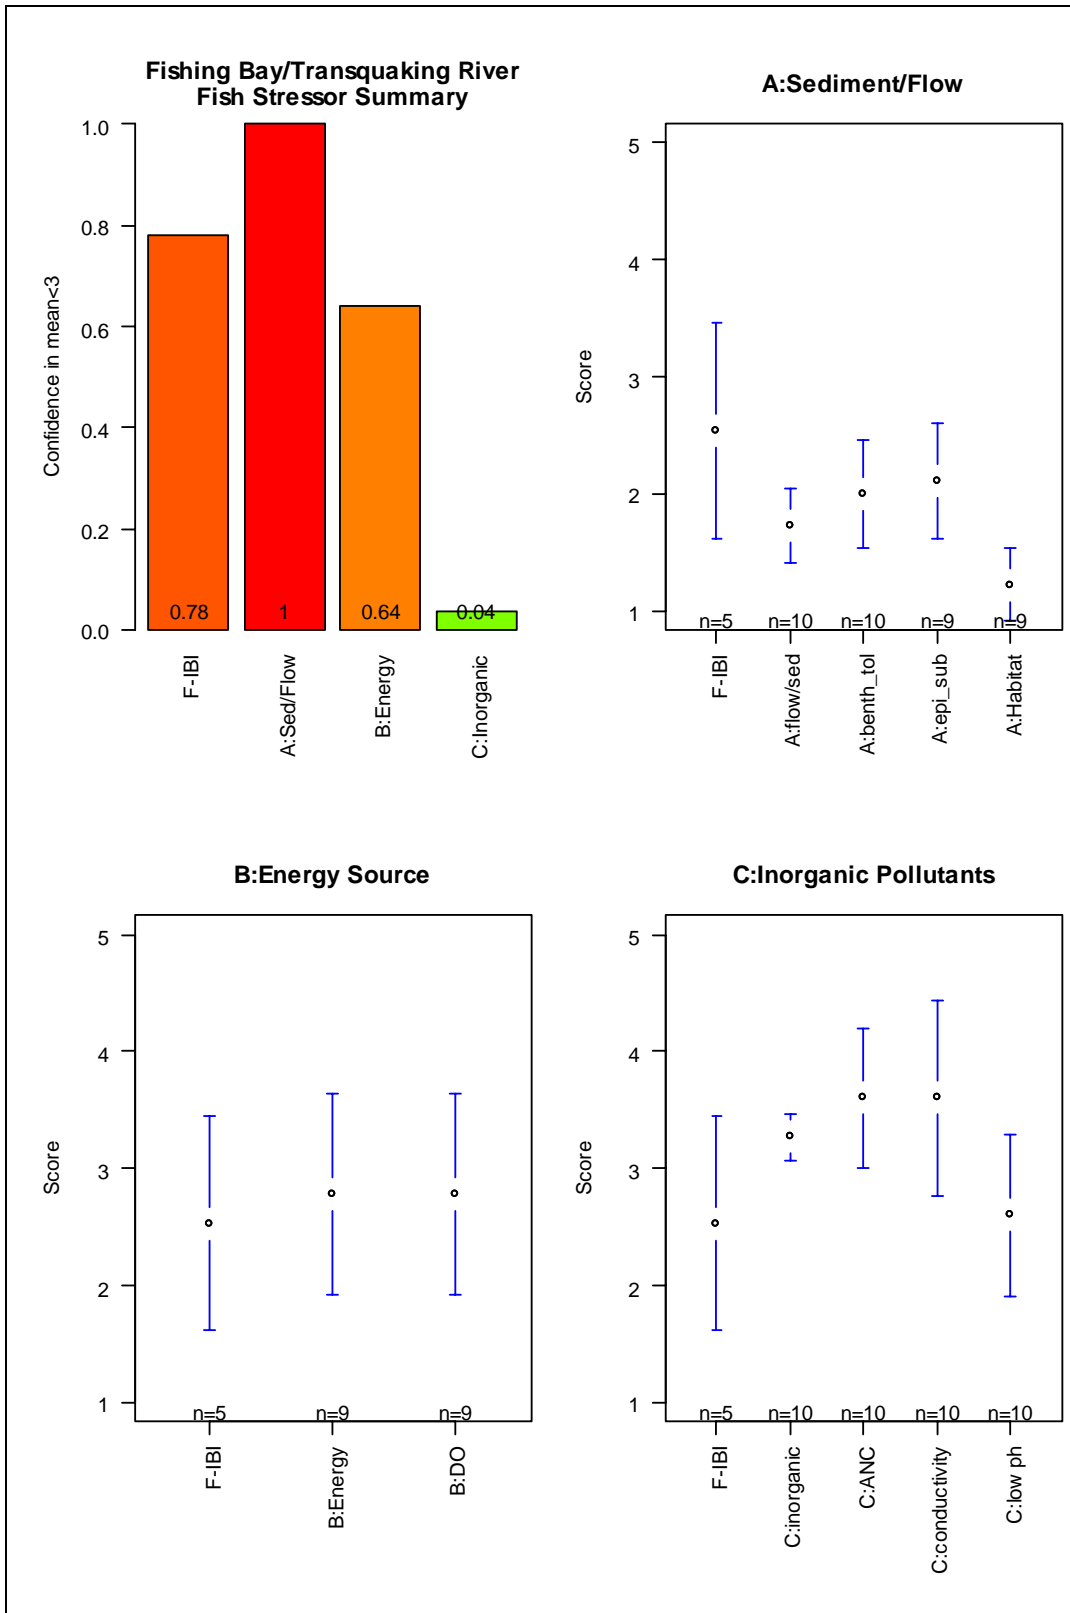 Fishing Bay/Transquaking River
Fish Stressor Summary
Confidence in mean<3
1.0
0.8
0.6
0.4
0.2
0.0
0.78
1
0.64
0.04
F-IBI
A:Sed/Flow
B:Energy
C:Inorganic
A:Sediment/Flow
Score
5
4
3
2
1
n=5
n=10
n=10
n=9
n=9
F-IBI
A:flow/sed
A:benth_tol
A:epi_sub
A:Habitat
B:Energy Source
Score
5
4
3
2
1
n=5
n=9
n=9
F-IBI
B:Energy
B:DO
C:Inorganic Pollutants
Score
5
4
3
2
1
n=5
n=10
n=10
n=10
n=10
F-IBI
C:inorganic
C:ANC
C:conductivity
C:low ph